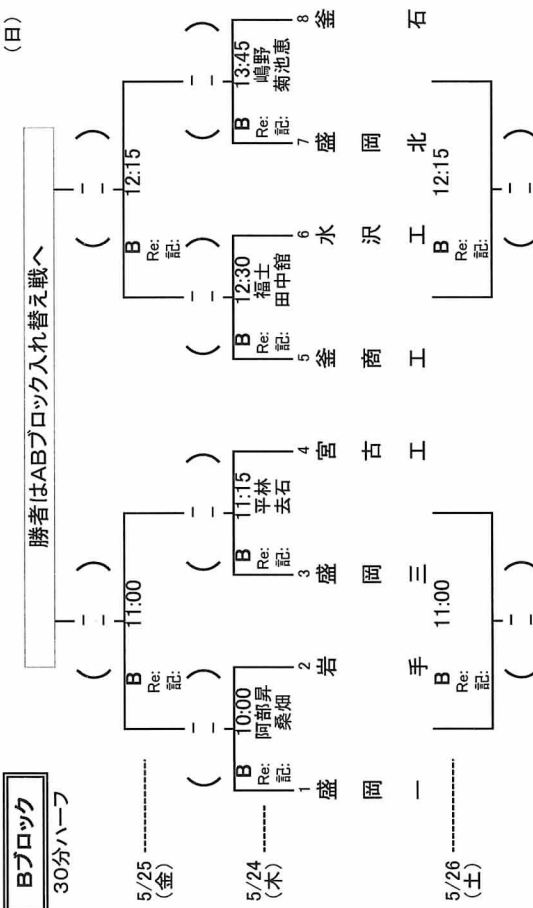 Bブロック
30分ハーフ
(日)
勝者はABブロック入れ替え戦へ
5/25
(金)
11:00
B
Re:
記:
12:15
B
Re:
記:
5/24
(木)
10:00
阿部昇
桑畑
B
Re:
記:
11:15
平林
去石
B
Re:
記:
12:30
福士
田中舘
B
Re:
記:
13:45
嶋野
菊池恵
B
Re:
記:
1 盛岡一
2 岩手
3 盛岡三
4 宮古工
5 釜商工
6 水沢工
7 盛岡北
8 釜石
5/26
(土)
11:00
B
Re:
記:
12:15
B
Re:
記: